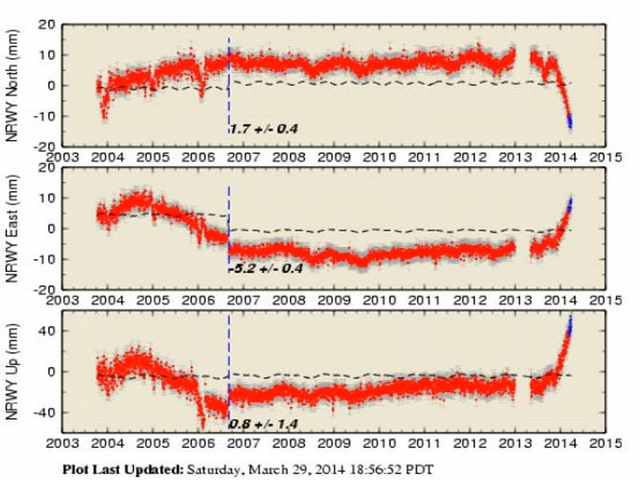 NRWY North (mm)
20
10
0
-10
-20
1.7 +/- 0.4
2003 2004 2005 2006 2007 2008 2009 2010 2011 2012 2013 2014 2015
NRWY East (mm)
20
10
0
-10
-20
-5.2 +/- 0.4
2003 2004 2005 2006 2007 2008 2009 2010 2011 2012 2013 2014 2015
NRWY Up (mm)
40
0
-40
0.8 +/- 1.4
2003 2004 2005 2006 2007 2008 2009 2010 2011 2012 2013 2014 2015
Plot Last Updated: Saturday, March 29, 2014 18:56:52 PDT